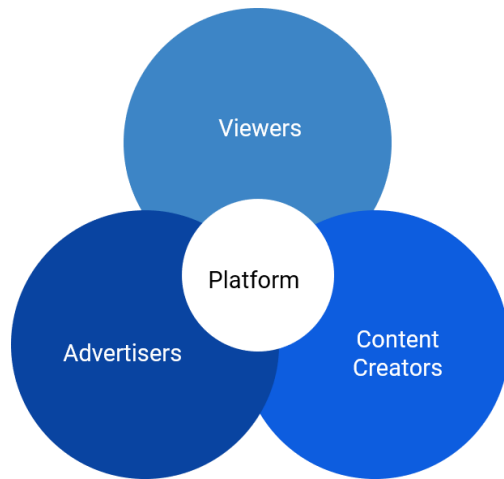 Viewers
Platform
Advertisers
Content
Creators